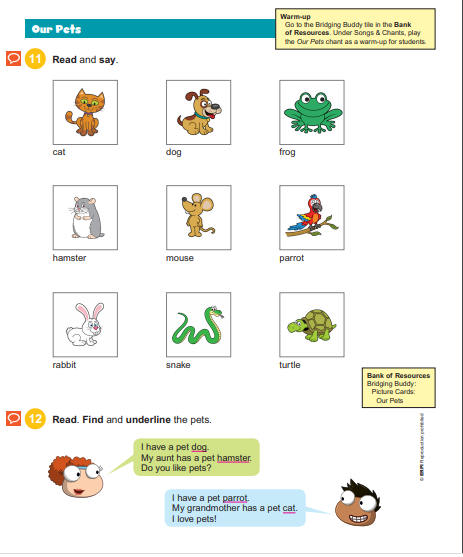 Our Pets
Warm-up
Go to the Bridging Buddy tile in the Bank
of Resources. Under Songs & Chants, play
the Our Pets chant as a warm-up for students.
11 Read and say.
cat
dog
frog
hamster
mouse
parrot
rabbit
snake
turtle
Bank of Resources
Bridging Buddy:
Picture Cards:
Our Pets
12 Read. Find and underline the pets.
I have a pet dog.
My aunt has a pet hamster.
Do you like pets?
I have a pet parrot.
My grandmother has a pet cat.
I love pets!
© ERPI Reproduction prohibited